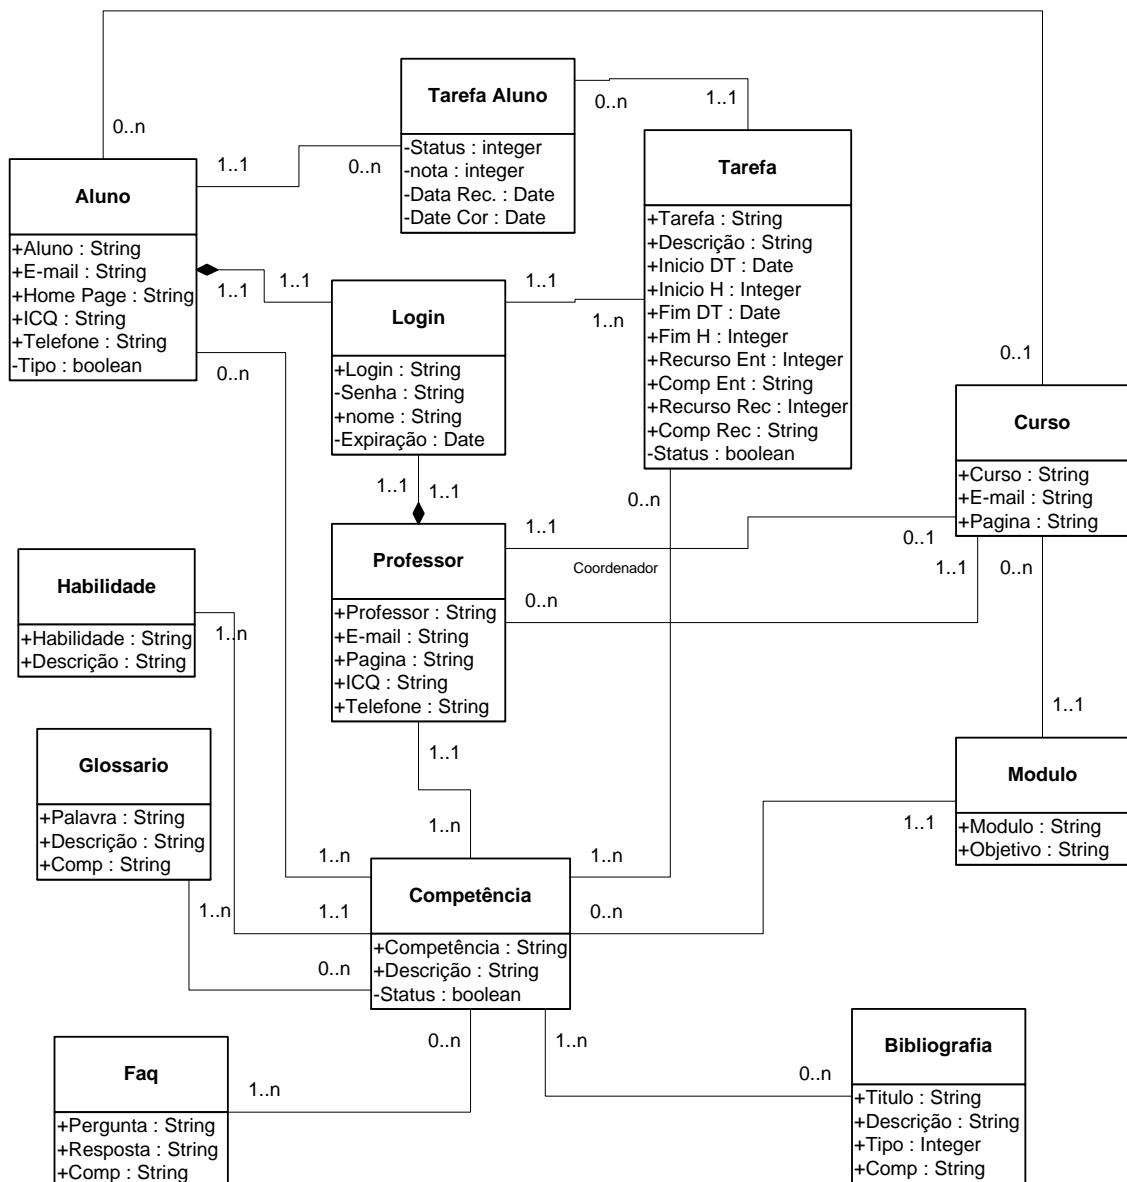 0..n
Tarefa Aluno
-Status : integer
-nota : integer
-Data Rec. : Date
-Date Cor : Date
0..n
1..1
1..1
0..n
Aluno
+Aluno : String
+E-mail : String
+Home Page : String
+ICQ : String
+Telefone : String
-Tipo : boolean
Tarefa
+Tarefa : String
+Descrição : String
+Inicio DT : Date
+Inicio H : Integer
+Fim DT : Date
+Fim H : Integer
+Recurso Ent : Integer
+Comp Ent : String
+Recurso Rec : Integer
+Comp Rec : String
-Status : boolean
1..1
1..1
1..1
1..n
Login
+Login : String
-Senha : String
+nome : String
-Expiração : Date
0..n
0..1
Curso
+Curso : String
+E-mail : String
+Pagina : String
1..1
1..1
0..n
1..1
0..1
Coordenador
0..n
1..1
0..n
Professor
+Professor : String
+E-mail : String
+Pagina : String
+ICQ : String
+Telefone : String
Habilidade
+Habilidade : String
+Descrição : String
1..n
1..1
1..1
Glossario
+Palavra : String
+Descrição : String
+Comp : String
Modulo
+Modulo : String
+Objetivo : String
1..n
1..1
1..n
1..n
1..n
1..1
0..n
0..n
Competência
+Competência : String
+Descrição : String
-Status : boolean
0..n
1..n
0..n
1..n
Faq
+Pergunta : String
+Resposta : String
+Comp : String
Bibliografia
+Titulo : String
+Descrição : String
+Tipo : Integer
+Comp : String